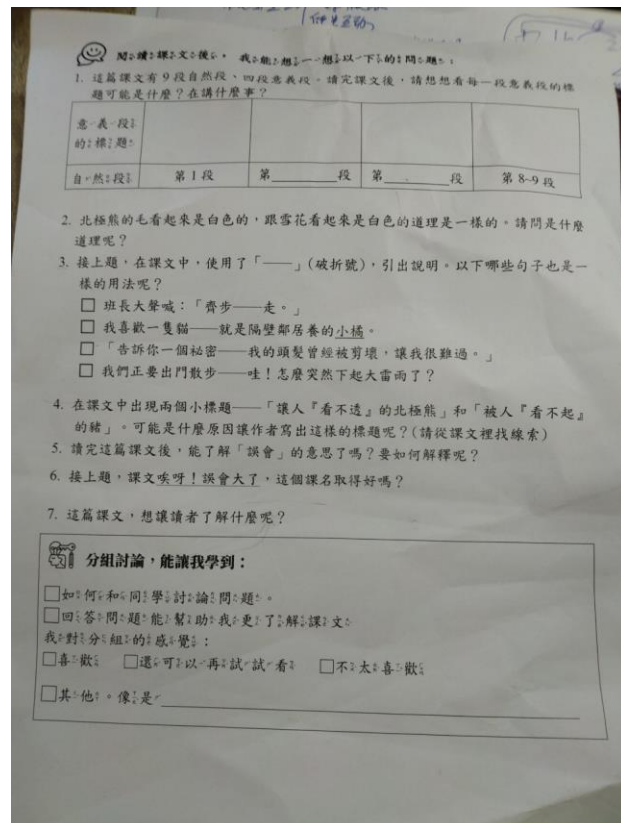 閱讀課文後，我能想一想以下的問題：
1. 這篇課文有9段自然段、四段意義段。請完課文後，請想想看每一段意義段的標
題可能是什麼？在講什麼事？
意義段
的標題
自然段 第1段 第______段 第______段 第8~9段
2. 北極熊的毛看起來是白色的，跟雪花看起來是白色的道理是一樣的。請問是什麼
道理呢？
3. 接上題，在課文中，使用了「——」(破折號)，引出說明。以下哪些句子也是一
樣的用法呢？
□ 班長大聲喊：「齊步——走。」
□ 我喜歡一隻貓——就是隔壁鄰居養的小橘。
□ 「告訴你一個祕密——我的頭髮曾經被剪壞，讓我很難過。」
□ 我們正要出門散步——哇！怎麼突然下起大雷雨了？
4. 在課文中出現兩個小標題——「讓人『看不透』的北極熊」和「被人『看不起』
的豬」。可能是什麼原因讓作者寫出這樣的標題呢？(請從課文裡找線索)
5. 讀完這篇課文後，能了解「誤會」的意思了嗎？要如何解釋呢？
6. 接上題，課文唉呀！誤會大了，這個課名取得好嗎？
7. 這篇課文，想讓讀者了解什麼呢？
分組討論，能讓我學到：
□如何和同學討論問題。
□回答問題能幫助我更了解課文
我對分組的感覺：
□喜歡 □還可以再試試看 □不太喜歡
□其他。像是______